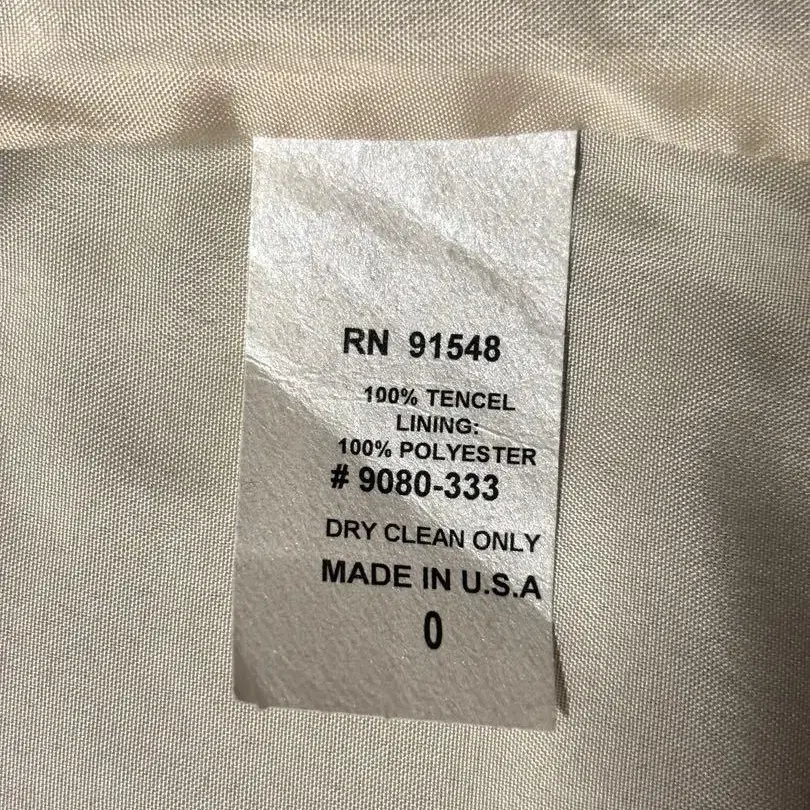 RN 91548
100% TENCEL
LINING:
100% POLYESTER
# 9080-333
DRY CLEAN ONLY
MADE IN U.S.A
0